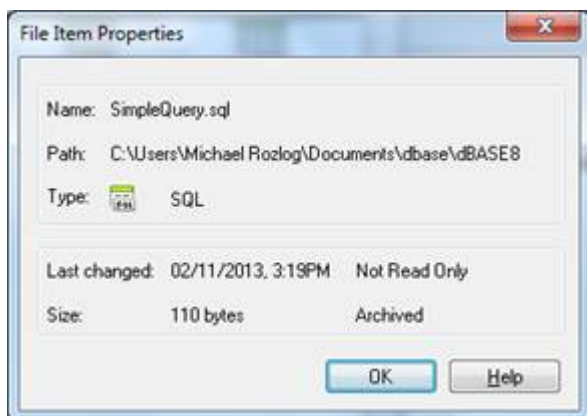 File Item Properties
Name: SimpleQuery.sql
Path: C:\Users\Michael Rozlog\Documents\dbase\dBASE8
Type: SQL
Last changed: 02/11/2013, 3:19PM Not Read Only
Size: 110 bytes Archived
OK Help